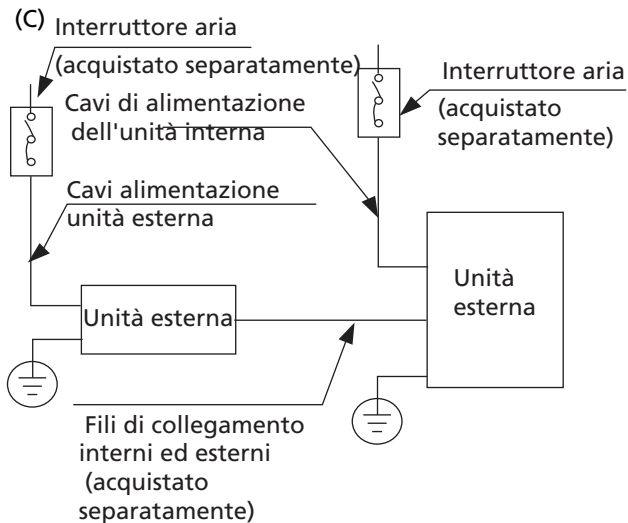 (C)
Interruttore aria
(acquistato separatamente)
Cavi di alimentazione
dell'unità interna
Interruttore aria
(acquistato
separatamente)
Cavi alimentazione
unità esterna
Unità esterna
Unità
esterna
Fili di collegamento
interni ed esterni
(acquistato
separatamente)